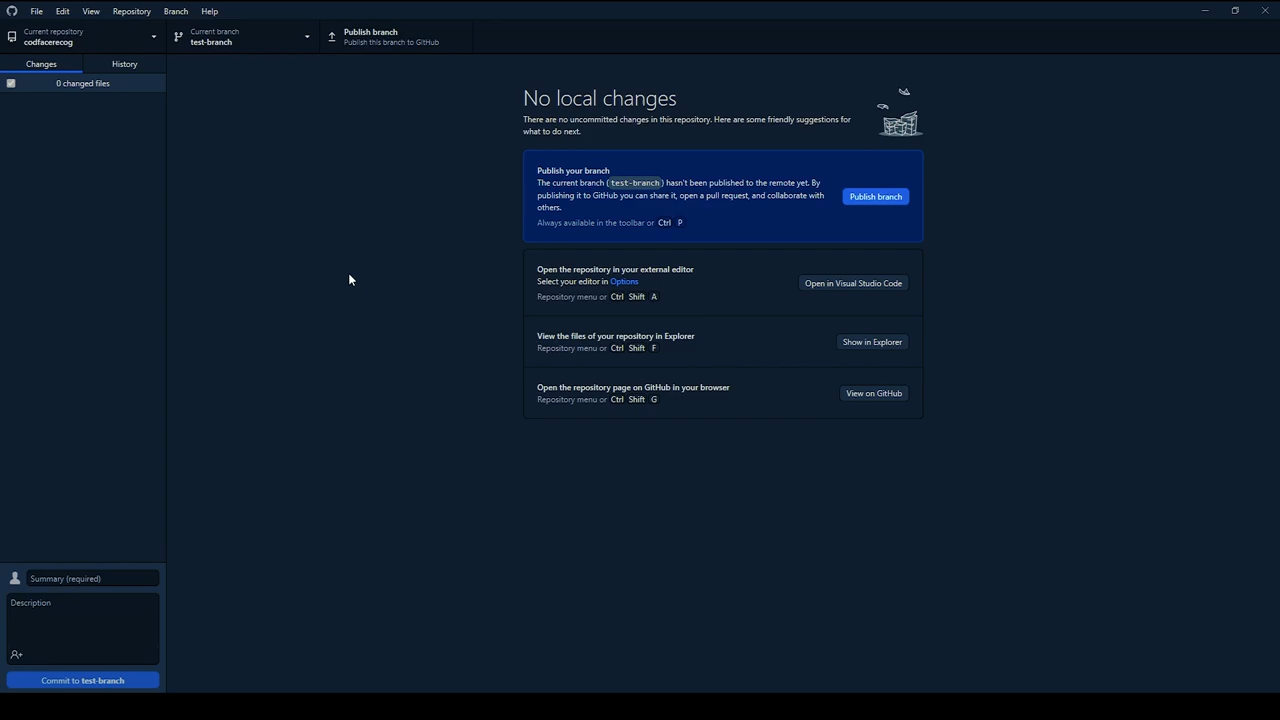 File Edit View Repository Branch Help
Current repository
codfacerecog
Current branch
test-branch
Publish branch
Publish this branch to GitHub
Changes
History
0 changed files
No local changes
There are no uncommitted changes in this repository. Here are some friendly suggestions for
what to do next.
Publish your branch
The current branch (test-branch) hasn't been published to the remote yet. By
publishing it to GitHub you can share it, open a pull request, and collaborate with
others.
Always available in the toolbar or Ctrl P
Publish branch
Open the repository in your external editor
Select your editor in Options
Repository menu or Ctrl Shift A
Open in Visual Studio Code
View the files of your repository in Explorer
Repository menu or Ctrl Shift F
Show in Explorer
Open the repository page on GitHub in your browser
Repository menu or Ctrl Shift G
View on GitHub
Summary (required)
Description
Commit to test-branch